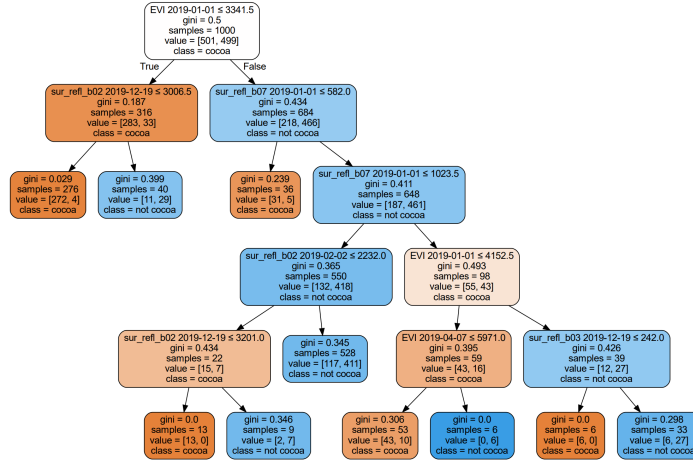 EVI 2019-01-01 ≤ 3341.5
gini = 0.5
samples = 1000
value = [501, 499]
class = cocoa
True
False
sur_refl_b02 2019-12-19 ≤ 3006.5
gini = 0.187
samples = 316
value = [283, 33]
class = cocoa
sur_refl_b07 2019-01-01 ≤ 582.0
gini = 0.434
samples = 684
value = [218, 466]
class = not cocoa
gini = 0.029
samples = 276
value = [272, 4]
class = cocoa
gini = 0.399
samples = 40
value = [11, 29]
class = not cocoa
gini = 0.239
samples = 36
value = [31, 5]
class = cocoa
sur_refl_b07 2019-01-01 ≤ 1023.5
gini = 0.411
samples = 648
value = [187, 461]
class = not cocoa
sur_refl_b02 2019-02-02 ≤ 2232.0
gini = 0.365
samples = 550
value = [132, 418]
class = not cocoa
EVI 2019-01-01 ≤ 4152.5
gini = 0.493
samples = 98
value = [55, 43]
class = cocoa
sur_refl_b02 2019-12-19 ≤ 3201.0
gini = 0.434
samples = 22
value = [15, 7]
class = cocoa
gini = 0.345
samples = 528
value = [117, 411]
class = not cocoa
EVI 2019-04-07 ≤ 5971.0
gini = 0.395
samples = 59
value = [43, 16]
class = cocoa
sur_refl_b03 2019-12-19 ≤ 242.0
gini = 0.426
samples = 39
value = [12, 27]
class = not cocoa
gini = 0.0
samples = 13
value = [13, 0]
class = cocoa
gini = 0.346
samples = 9
value = [2, 7]
class = not cocoa
gini = 0.306
samples = 53
value = [43, 10]
class = cocoa
gini = 0.0
samples = 6
value = [0, 6]
class = not cocoa
gini = 0.0
samples = 6
value = [6, 0]
class = cocoa
gini = 0.298
samples = 33
value = [6, 27]
class = not cocoa